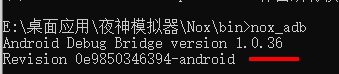 E:\桌面应用\夜神模拟器\Nox\bin>nox_adb
Android Debug Bridge version 1.0.36
Revision 0e9850346394-android